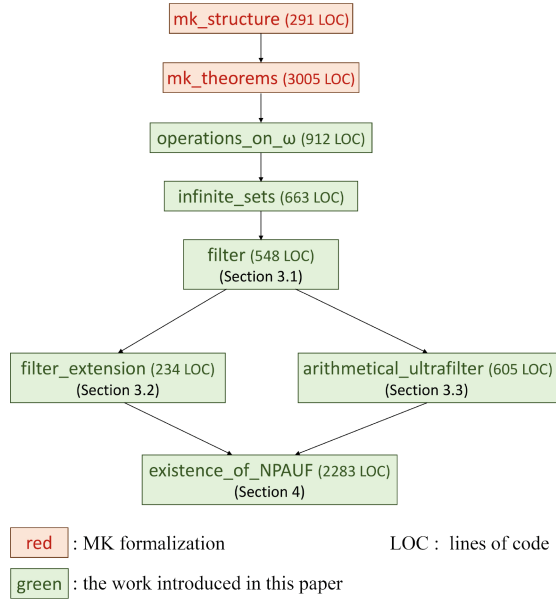 mk_structure (291 LOC)
mk_theorems (3005 LOC)
operations_on_ω (912 LOC)
infinite_sets (663 LOC)
filter (548 LOC)
(Section 3.1)
filter_extension (234 LOC)
(Section 3.2)
arithmetical_ultrafilter (605 LOC)
(Section 3.3)
existence_of_NPAUF (2283 LOC)
(Section 4)
red : MK formalization
LOC : lines of code
green : the work introduced in this paper